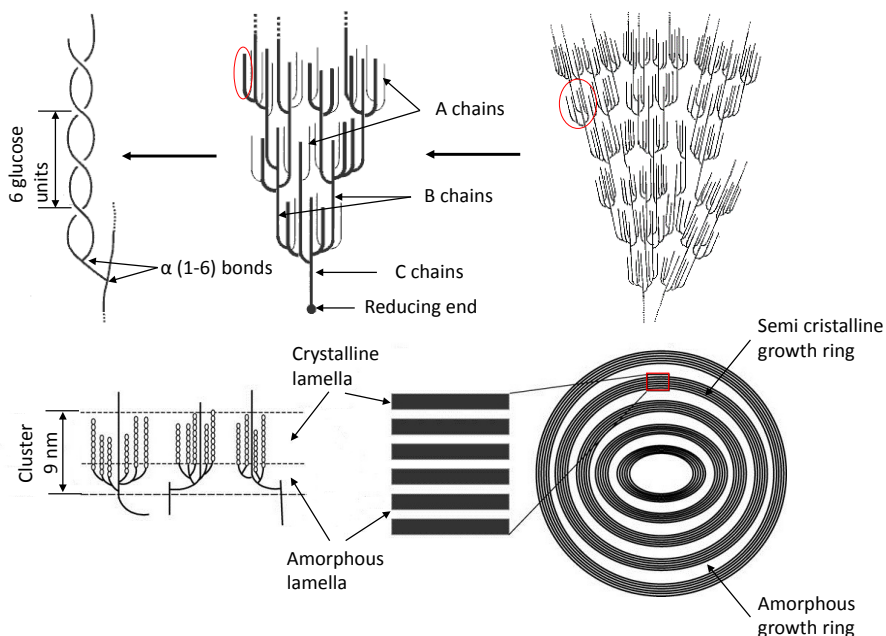 6 glucose
units
A chains
B chains
α (1-6) bonds
C chains
Reducing end
Semi cristalline
growth ring
Crystalline
lamella
Cluster
9 nm
Amorphous
lamella
Amorphous
growth ring